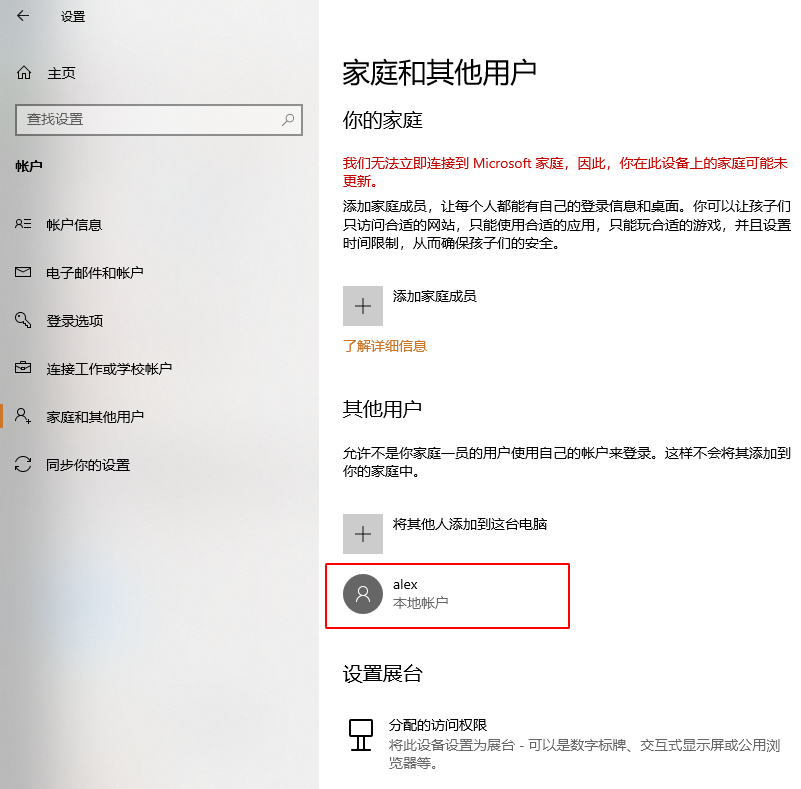 设置
主页
查找设置
帐户
帐户信息
电子邮件和帐户
登录选项
连接工作或学校帐户
家庭和其他用户
同步你的设置
家庭和其他用户
你的家庭
我们无法立即连接到 Microsoft 家庭，因此，你在此设备上的家庭可能未
更新。
添加家庭成员，让每个人都能有自己的登录信息和桌面。你可以让孩子们
只访问合适的网站，只能使用合适的应用，只能玩合适的游戏，并且设置
时间限制，从而确保孩子们的安全。
添加家庭成员
了解详细信息
其他用户
允许不是你家庭一员的用户使用自己的帐户来登录。这样不会将其添加到
你的家庭中。
将其他人添加到这台电脑
alex
本地帐户
设置展台
分配的访问权限
将此设备设置为展台 - 可以是数字标牌、交互式显示屏或公用浏
览器等。